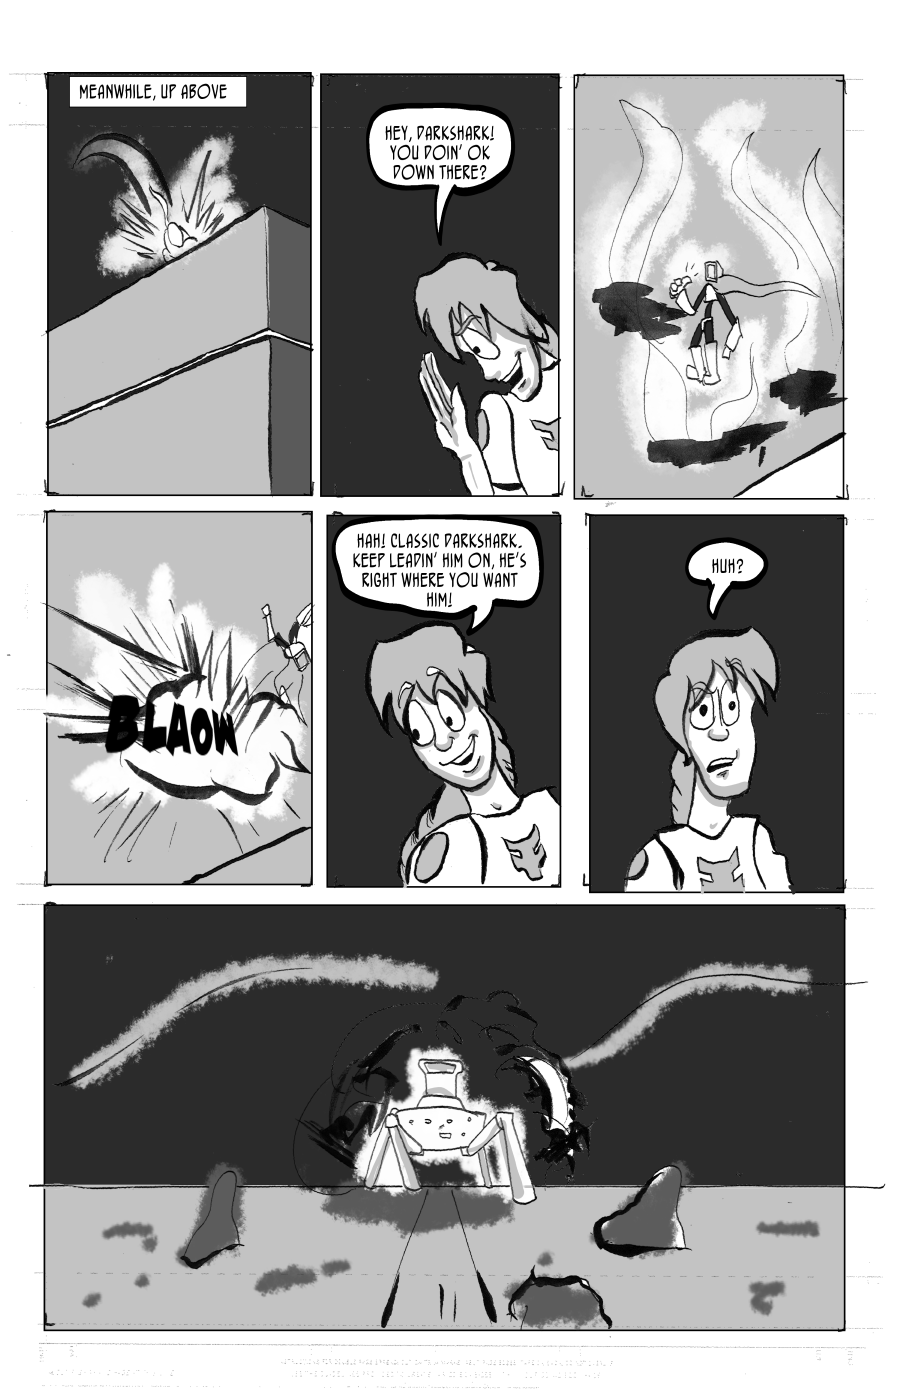 MEANWHILE, UP ABOVE
HEY, DARKSHARK!
YOU DOIN' OK
DOWN THERE?
BLAOW
HAH! CLASSIC DARKSHARK.
KEEP LEADIN' HIM ON, HE'S
RIGHT WHERE YOU WANT
HIM!
HUH?